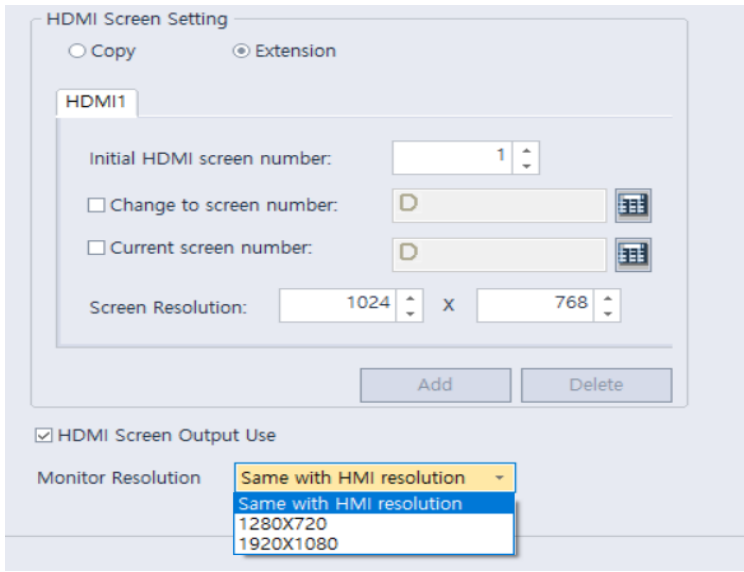 HDMI Screen Setting
Copy Extension
HDMI1
Initial HDMI screen number: 1
Change to screen number: D
Current screen number: D
Screen Resolution: 1024 X 768
Add Delete
HDMI Screen Output Use
Monitor Resolution Same with HMI resolution
Same with HMI resolution
1280X720
1920X1080